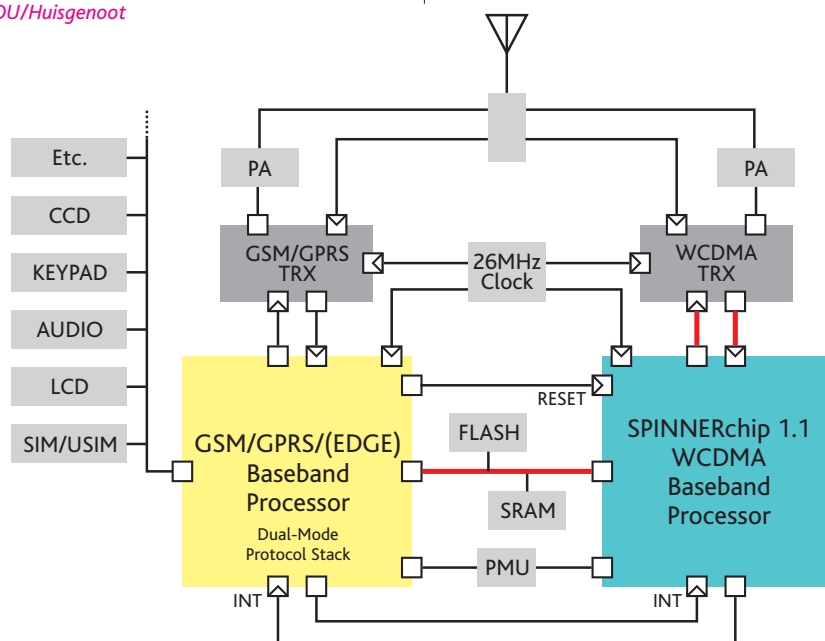 OU/Huisgenoot
Etc.
CCD
KEYPAD
AUDIO
LCD
SIM/USIM
PA
PA
GSM/GPRS
TRX
26MHz
Clock
WCDMA
TRX
RESET
GSM/GPRS/(EDGE)
Baseband
Processor
Dual-Mode
Protocol Stack
FLASH
SRAM
PMU
SPINNERchip 1.1
WCDMA
Baseband
Processor
INT
INT